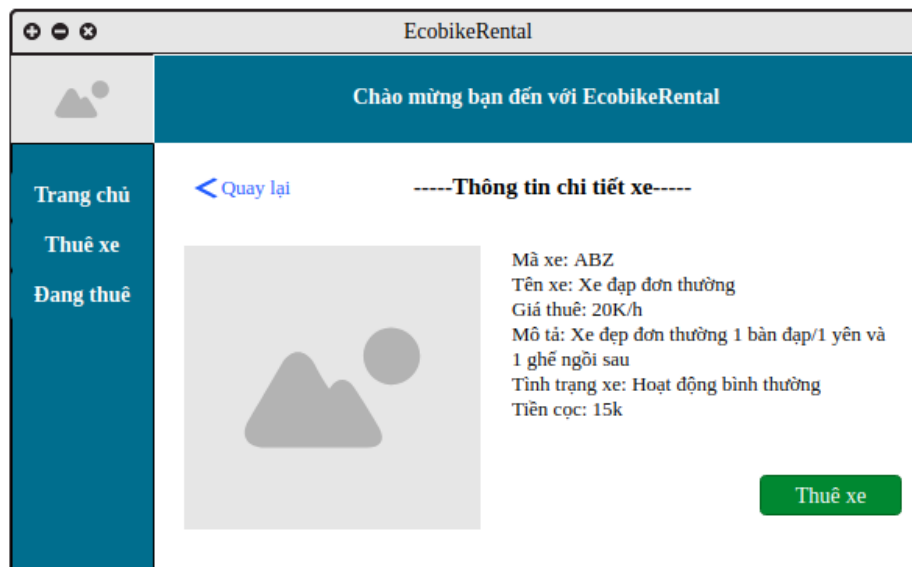 EcobikeRental
Chào mừng bạn đến với EcobikeRental
Trang chủ
Thuê xe
Đang thuê
Quay lại
-----Thông tin chi tiết xe-----
Mã xe: ABZ
Tên xe: Xe đạp đơn thường
Giá thuê: 20K/h
Mô tả: Xe đẹp đơn thường 1 bàn đạp/1 yên và
1 ghế ngồi sau
Tình trạng xe: Hoạt động bình thường
Tiền cọc: 15k
Thuê xe